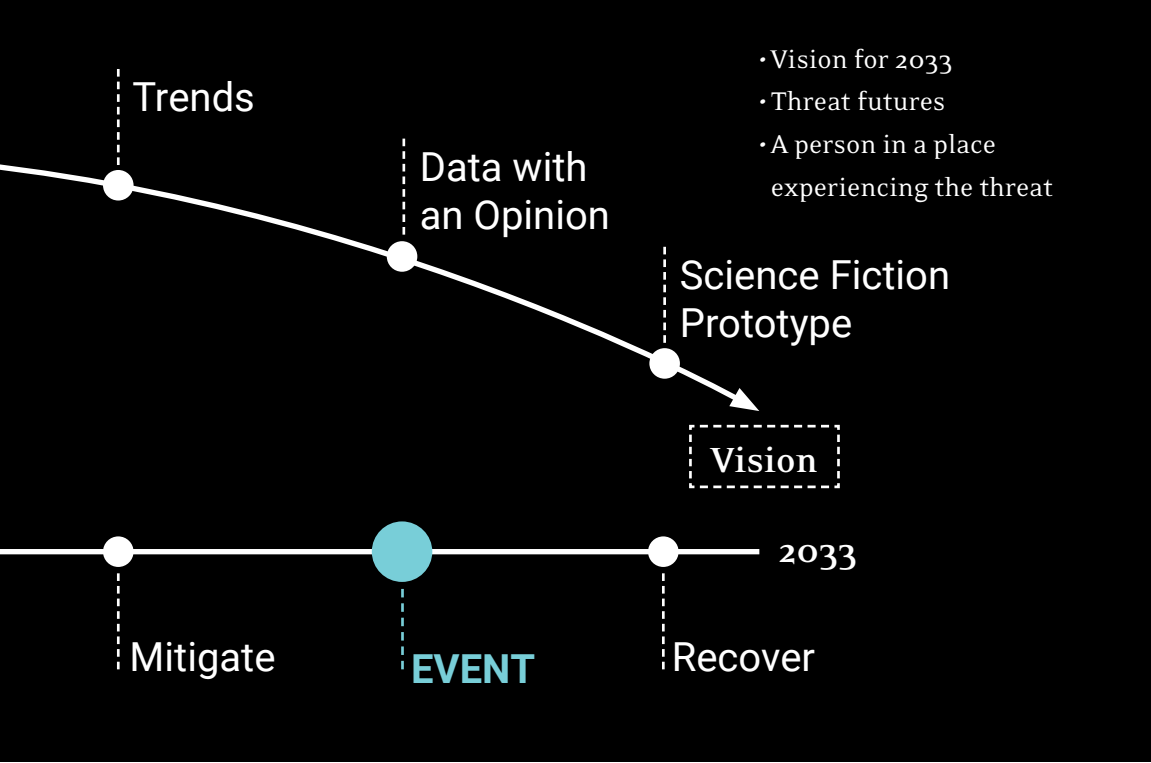 · Vision for 2033
· Threat futures
· A person in a place
experiencing the threat
Trends
Data with
an Opinion
Science Fiction
Prototype
Vision
2033
Mitigate
EVENT
Recover